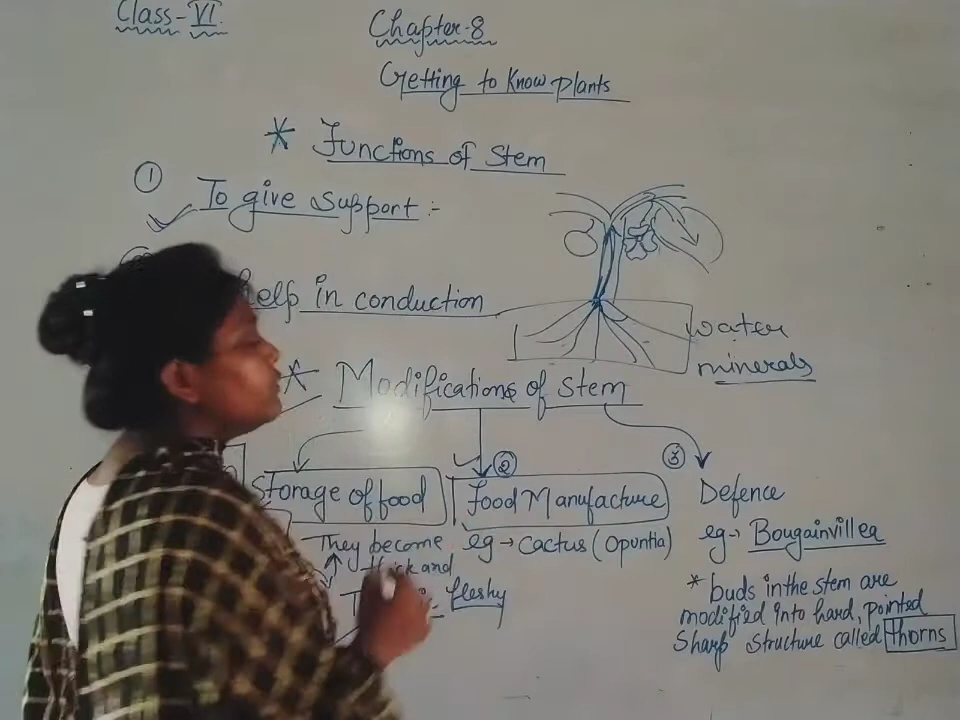 Class-VI
Chapter-8
Getting to Know plants
* Functions of Stem
① To give support :-
help in conduction
water
minerals
* Modifications of stem
Storage of food
② Food Manufacture
③ Defence
They become
thick and
fleshy
eg → Cactus (Opuntia)
eg → Bougainvillea
* buds in the stem are
modified into hard, pointed
Sharp structure called thorns